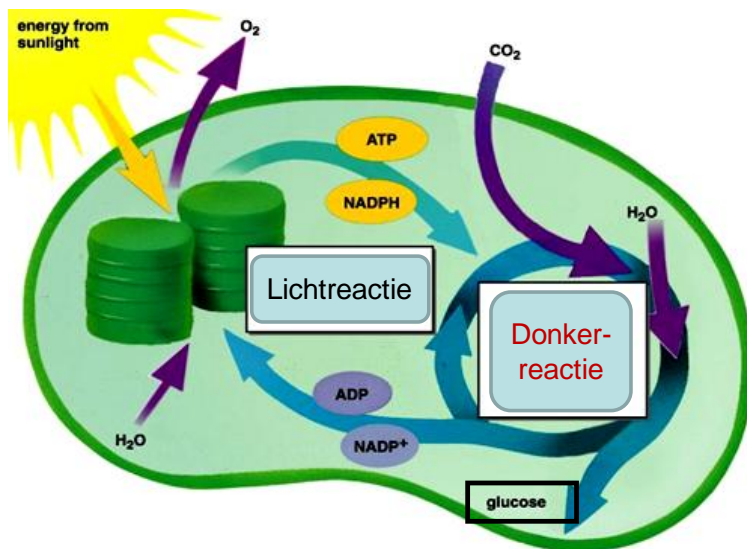 energy from
sunlight
O₂
CO₂
ATP
NADPH
H₂O
Lichtreactie
Donker-
reactie
ADP
NADP⁺
H₂O
glucose